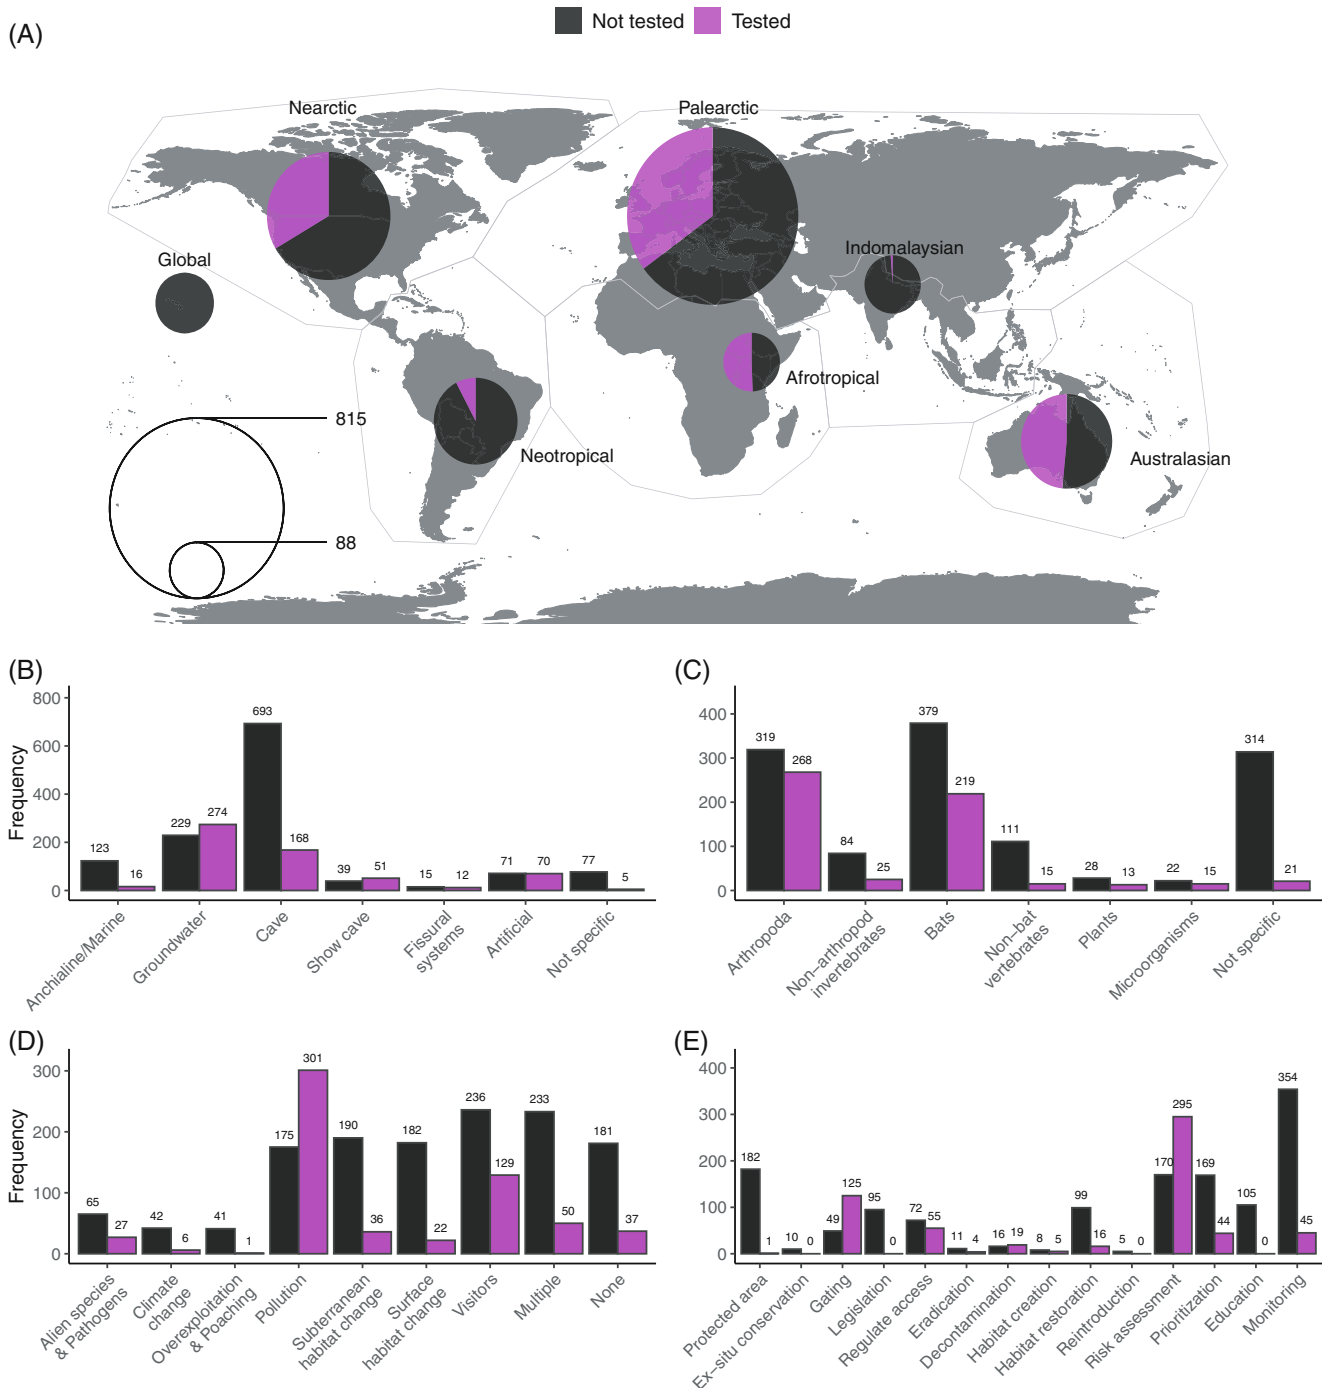 Not tested Tested
(A)
Nearctic
Palearctic
Global
Indomalaysian
Afrotropical
Neotropical
Australasian
815
88
(B)
Frequency
800
600
400
200
0
123 16 229 274 693 168 39 51 15 12 71 70 77 5
Anchialine/Marine
Groundwater
Cave
Show cave
Fissural
systems
Artificial
Not specific
(C)
400
300
200
100
0
319 268 84 25 379 219 111 15 28 13 22 15 314 21
Arthropoda
Non–arthropod
invertebrates
Bats
Non–bat
vertebrates
Plants
Microorganisms
Not specific
(D)
Frequency
300
200
100
0
65 27 42 6 41 1 175 301 190 36 182 22 236 129 233 50 181 37
Alien species
& Pathogens
Climate
change
Overexploitation
& Poaching
Pollution
Subterranean
habitat change
Surface
habitat change
Visitors
Multiple
None
(E)
400
300
200
100
0
182 1 10 0 49 125 95 0 72 55 11 4 16 19 8 5 99 16 5 0 170 295 169 44 105 0 354 45
Protected area
Ex–situ conservation
Gating
Legislation
Regulate access
Eradication
Decontamination
Habitat creation
Habitat restoration
Reintroduction
Risk assessment
Prioritization
Education
Monitoring